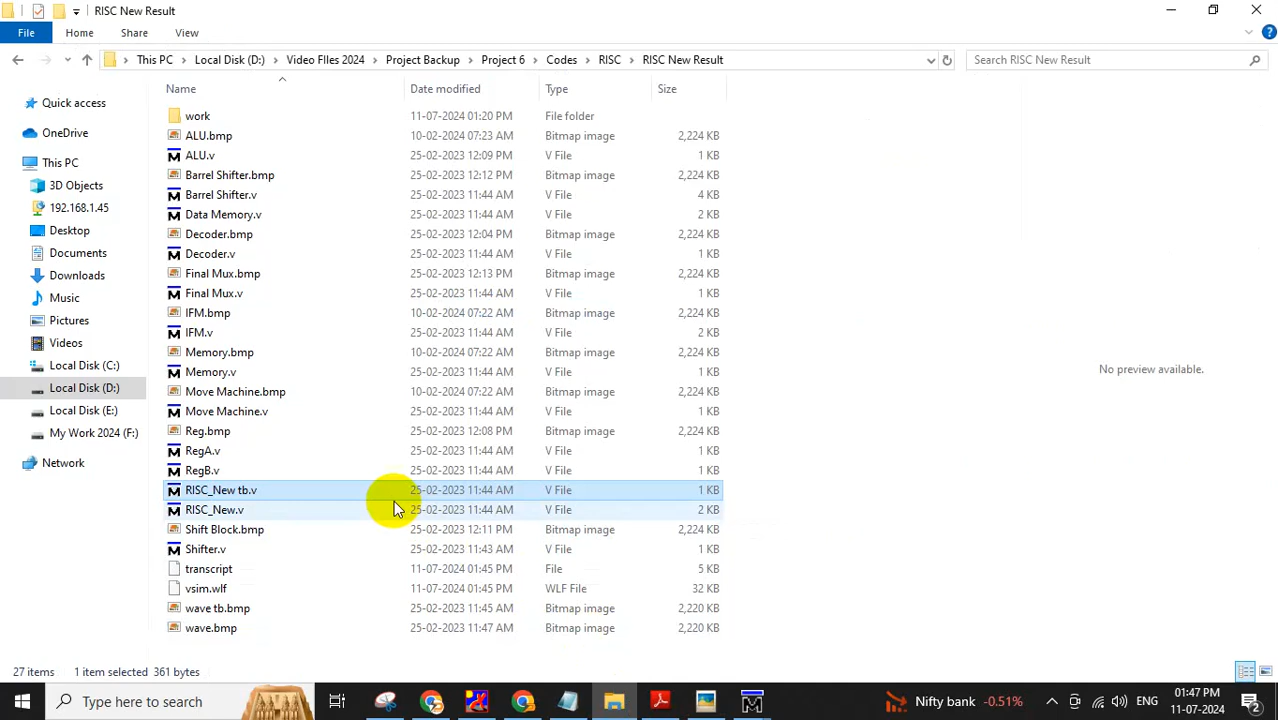 RISC New Result
File Home Share View
This PC Local Disk (D:) Video FIles 2024 Project Backup Project 6 Codes RISC RISC New Result Search RISC New Result
Name Date modified Type Size
Quick access
OneDrive
This PC
3D Objects
192.168.1.45
Desktop
Documents
Downloads
Music
Pictures
Videos
Local Disk (C:)
Local Disk (D:)
Local Disk (E:)
My Work 2024 (F:)
Network
work 11-07-2024 01:20 PM File folder
ALU.bmp 10-02-2024 07:23 AM Bitmap image 2,224 KB
ALU.v 25-02-2023 12:09 PM V File 1 KB
Barrel Shifter.bmp 25-02-2023 12:12 PM Bitmap image 2,224 KB
Barrel Shifter.v 25-02-2023 11:44 AM V File 4 KB
Data Memory.v 25-02-2023 11:44 AM V File 2 KB
Decoder.bmp 25-02-2023 12:04 PM Bitmap image 2,224 KB
Decoder.v 25-02-2023 11:44 AM V File 1 KB
Final Mux.bmp 25-02-2023 12:13 PM Bitmap image 2,224 KB
Final Mux.v 25-02-2023 11:44 AM V File 1 KB
IFM.bmp 10-02-2024 07:22 AM Bitmap image 2,224 KB
IFM.v 25-02-2023 11:44 AM V File 2 KB
Memory.bmp 10-02-2024 07:22 AM Bitmap image 2,224 KB
Memory.v 25-02-2023 11:44 AM V File 1 KB
Move Machine.bmp 10-02-2024 07:22 AM Bitmap image 2,224 KB
Move Machine.v 25-02-2023 11:44 AM V File 1 KB
Reg.bmp 25-02-2023 12:08 PM Bitmap image 2,224 KB
RegA.v 25-02-2023 11:44 AM V File 1 KB
RegB.v 25-02-2023 11:44 AM V File 1 KB
RISC_New tb.v 25-02-2023 11:44 AM V File 1 KB
RISC_New.v 25-02-2023 11:44 AM V File 2 KB
Shift Block.bmp 25-02-2023 12:11 PM Bitmap image 2,224 KB
Shifter.v 25-02-2023 11:43 AM V File 1 KB
transcript 11-07-2024 01:45 PM File 5 KB
vsim.wlf 11-07-2024 01:45 PM WLF File 32 KB
wave tb.bmp 25-02-2023 11:45 AM Bitmap image 2,220 KB
wave.bmp 25-02-2023 11:47 AM Bitmap image 2,220 KB
No preview available.
27 items 1 item selected 361 bytes
Type here to search Nifty bank -0.51% ENG 01:47 PM
11-07-2024 2